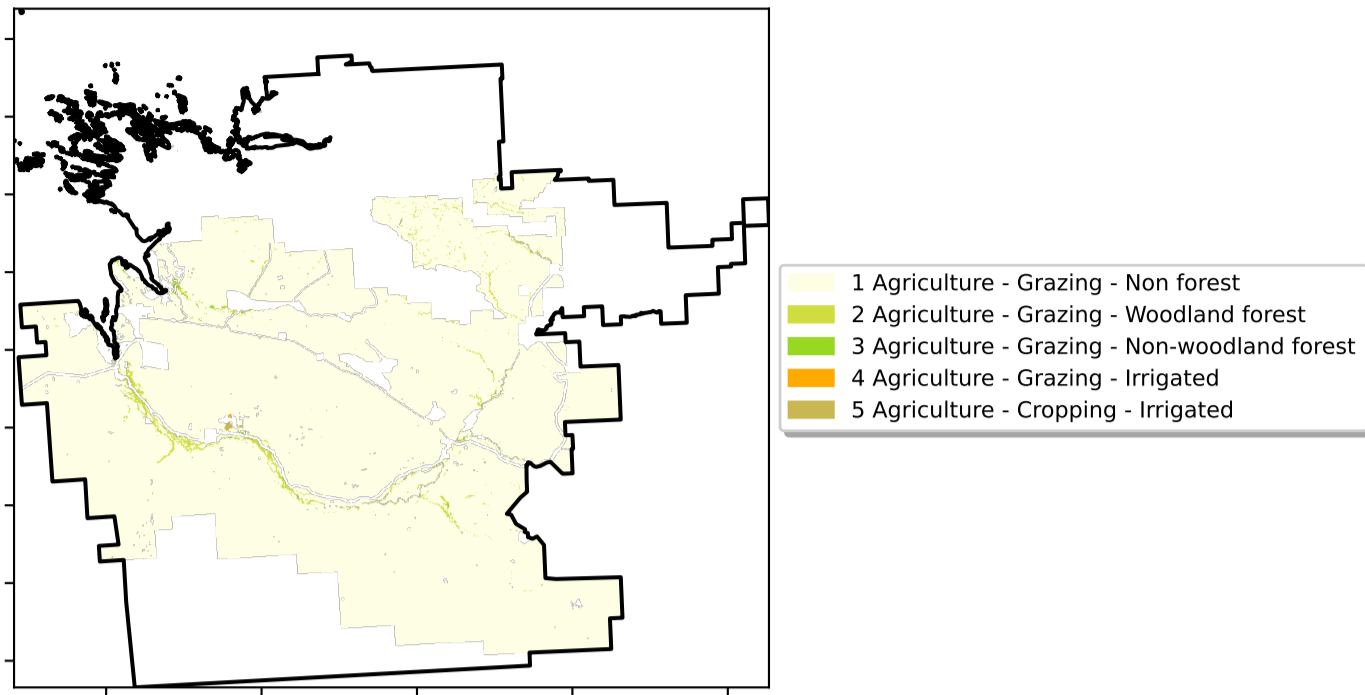 1 Agriculture - Grazing - Non forest
2 Agriculture - Grazing - Woodland forest
3 Agriculture - Grazing - Non-woodland forest
4 Agriculture - Grazing - Irrigated
5 Agriculture - Cropping - Irrigated